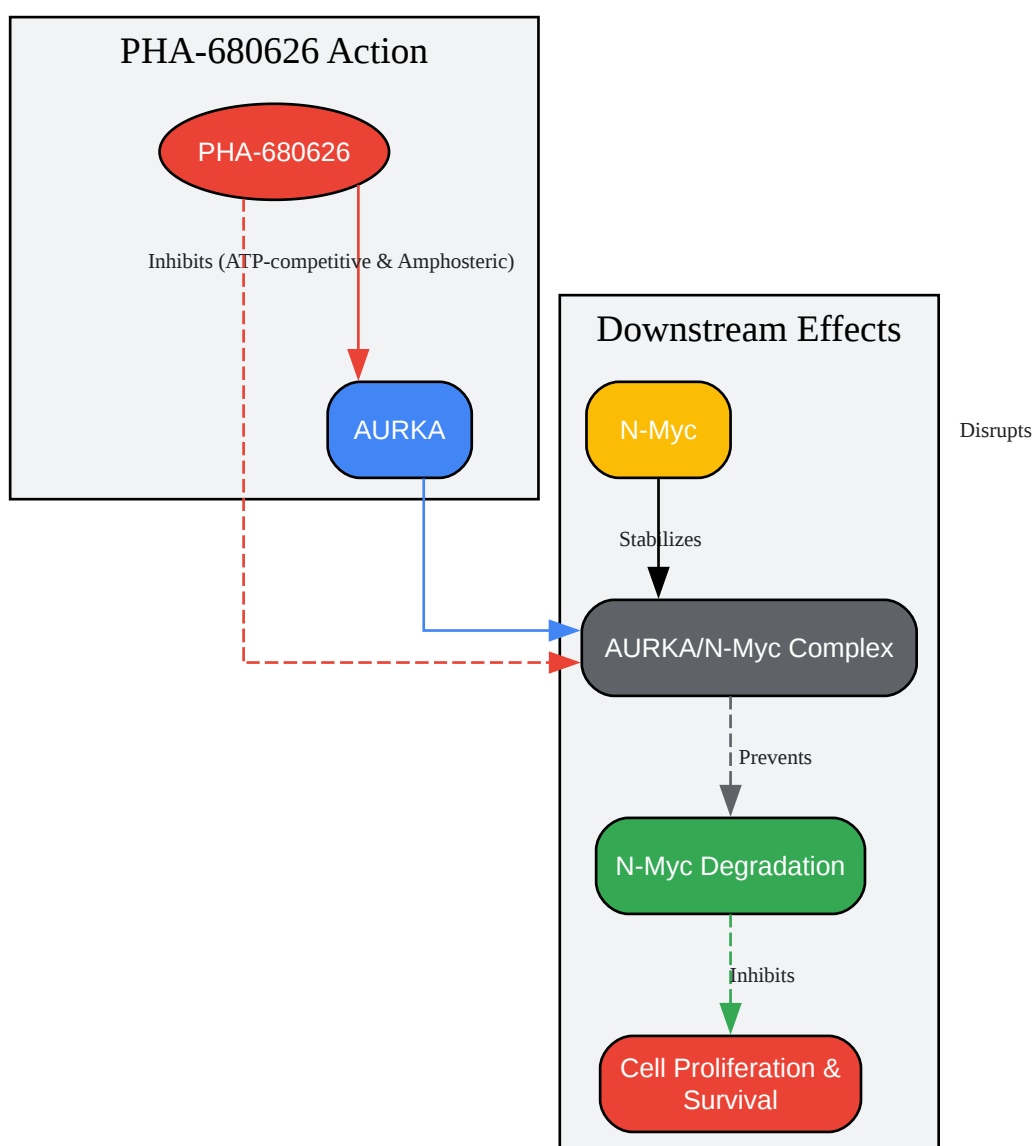 PHA-680626 Action
PHA-680626
Inhibits (ATP-competitive & Amphosteric)
Downstream Effects
AURKA
N-Myc
Disrupts
Stabilizes
AURKA/N-Myc Complex
Prevents
N-Myc Degradation
Inhibits
Cell Proliferation &
Survival